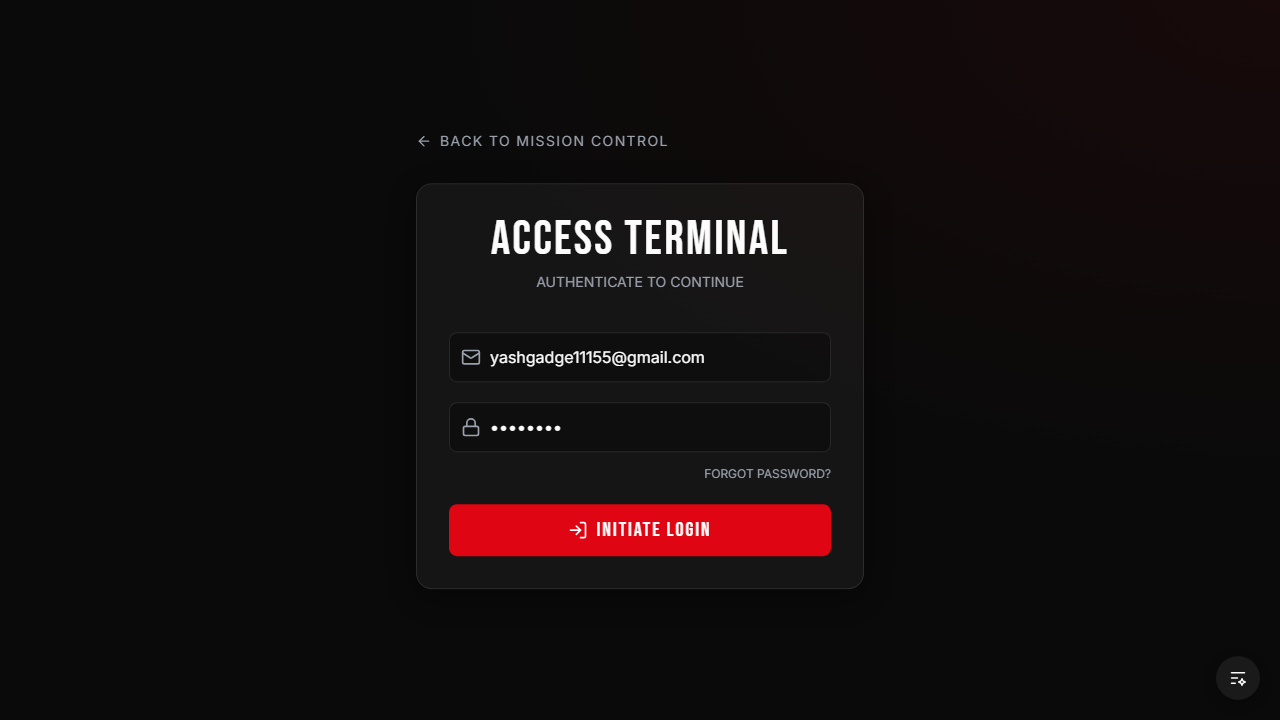 BACK TO MISSION CONTROL
ACCESS TERMINAL
AUTHENTICATE TO CONTINUE
yashgadge11155@gmail.com
••••••••
FORGOT PASSWORD?
INITIATE LOGIN